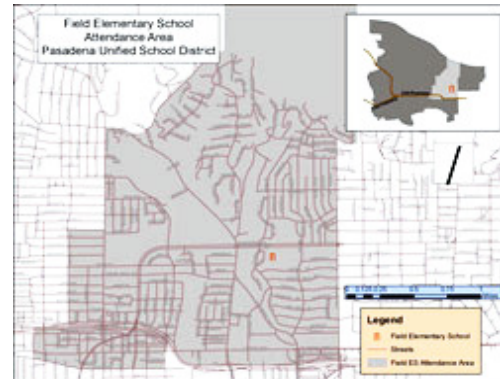 Field Elementary School
Attendance Area
Pasadena Unified School District
Legend
Field Elementary School
Streets
Field ES Attendance Area